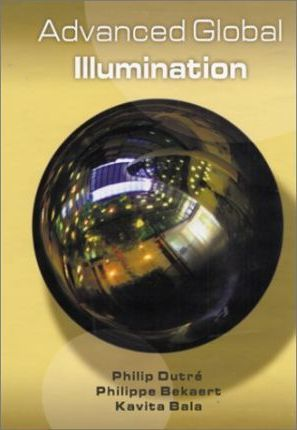 Advanced Global
Illumination
Philip Dutré
Philippe Bekaert
Kavita Bala